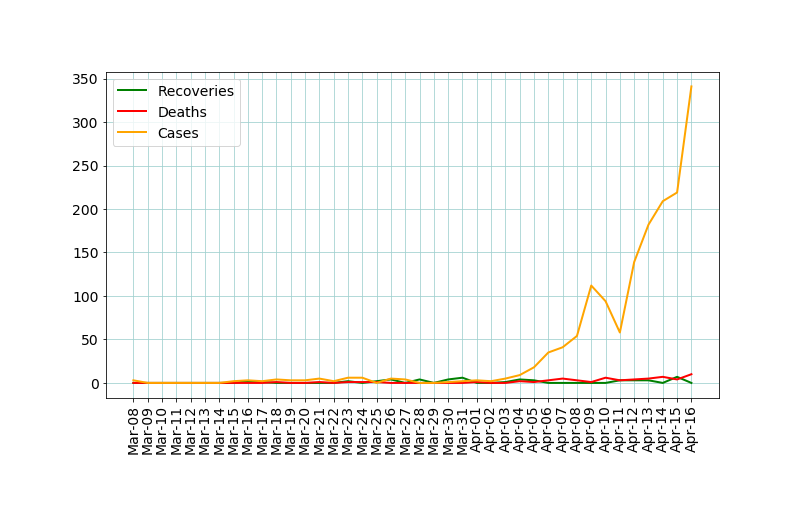 350
300
250
200
150
100
50
0
Recoveries
Deaths
Cases
Mar-08
Mar-09
Mar-10
Mar-11
Mar-12
Mar-13
Mar-14
Mar-15
Mar-16
Mar-17
Mar-18
Mar-19
Mar-20
Mar-21
Mar-22
Mar-23
Mar-24
Mar-25
Mar-26
Mar-27
Mar-28
Mar-29
Mar-30
Mar-31
Apr-01
Apr-02
Apr-03
Apr-04
Apr-05
Apr-06
Apr-07
Apr-08
Apr-09
Apr-10
Apr-11
Apr-12
Apr-13
Apr-14
Apr-15
Apr-16